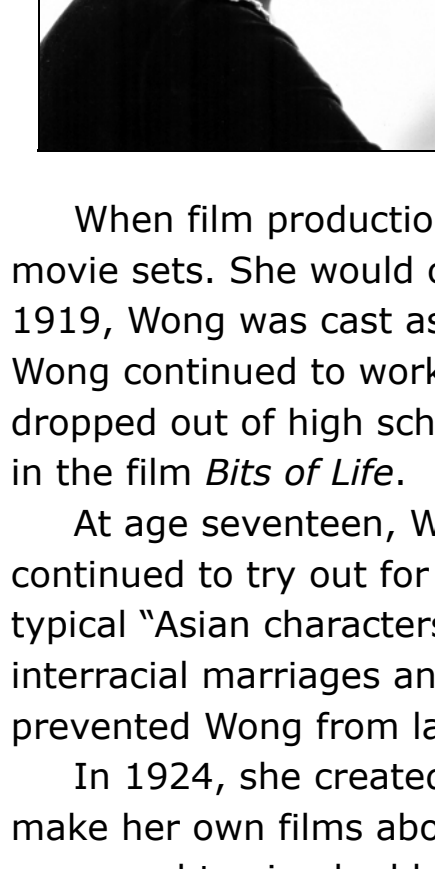 When film productio
movie sets. She would
1919, Wong was cast as
Wong continued to work
dropped out of high sch
in the film Bits of Life.
At age seventeen, W
continued to try out for
typical “Asian characters
interracial marriages an
prevented Wong from la
In 1924, she created
make her own films abo